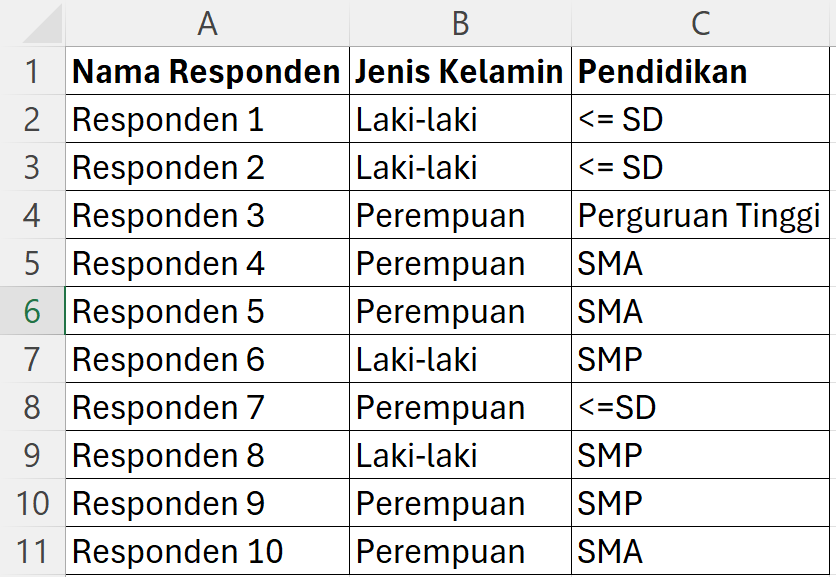 A B C
1 Nama Responden Jenis Kelamin Pendidikan
2 Responden 1 Laki-laki <= SD
3 Responden 2 Laki-laki <= SD
4 Responden 3 Perempuan Perguruan Tinggi
5 Responden 4 Perempuan SMA
6 Responden 5 Perempuan SMA
7 Responden 6 Laki-laki SMP
8 Responden 7 Perempuan <=SD
9 Responden 8 Laki-laki SMP
10 Responden 9 Perempuan SMP
11 Responden 10 Perempuan SMA